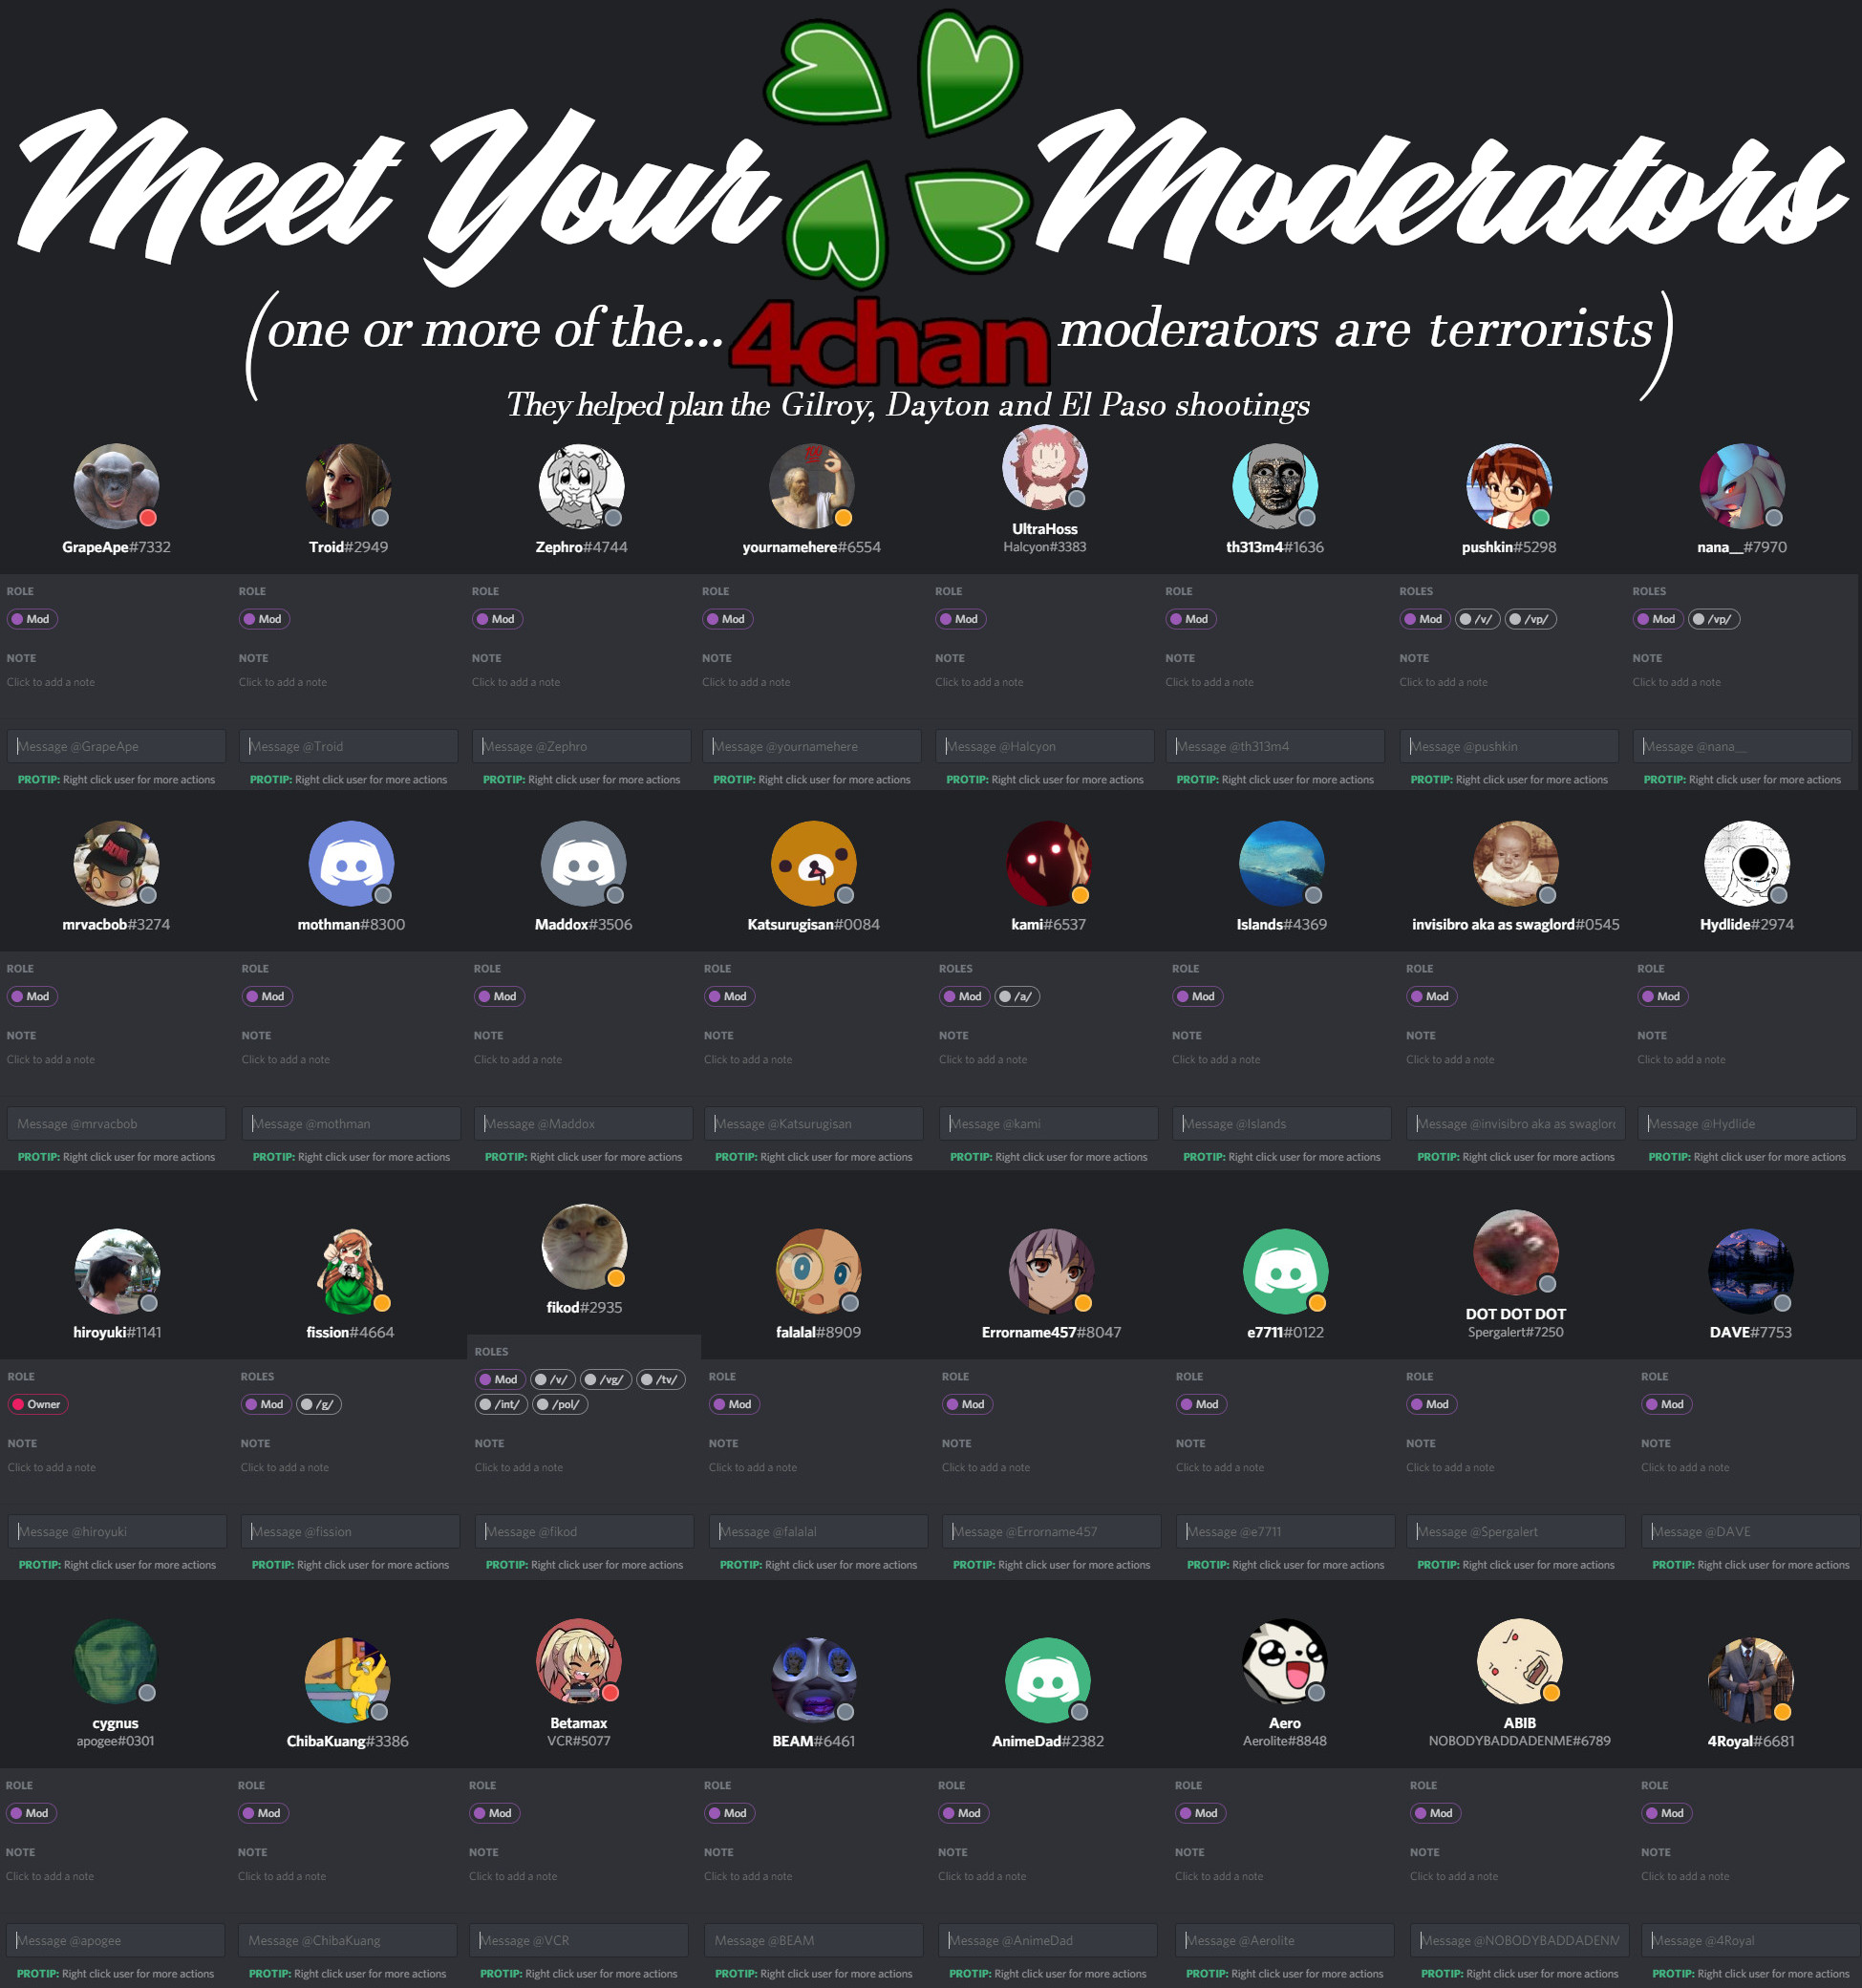 Meet Your Moderators
(one or more of the... 4chan moderators are terrorists)
They helped plan the Gilroy, Dayton and El Paso shootings
UltraHoss
GrapeApe#7332 Troid#2949 Zephro#4744 yournamehere#6554 Halcyon#3383 th313m4#1636 pushkin#5298 nana__#7970
ROLE ROLE ROLE ROLE ROLE ROLE ROLES ROLES
Mod Mod Mod Mod Mod Mod Mod /v/ /vp/ Mod /vp/
NOTE NOTE NOTE NOTE NOTE NOTE NOTE NOTE
Click to add a note Click to add a note Click to add a note Click to add a note Click to add a note Click to add a note Click to add a note Click to add a note
Message @GrapeApe Message @Troid Message @Zephro Message @yournamehere Message @Halcyon Message @th313m4 Message @pushkin Message @nana__
PROTIP: Right click user for more actions PROTIP: Right click user for more actions PROTIP: Right click user for more actions PROTIP: Right click user for more actions PROTIP: Right click user for more actions PROTIP: Right click user for more actions PROTIP: Right click user for more actions PROTIP: Right click user for more actions
mrvacbob#3274 mothman#8300 Maddox#3506 Katsurugisan#0084 kami#6537 Islands#4369 invisibro aka as swaglord#0545 Hydlide#2974
ROLE ROLE ROLE ROLE ROLES ROLE ROLE ROLE
Mod Mod Mod Mod Mod /a/ Mod Mod Mod
NOTE NOTE NOTE NOTE NOTE NOTE NOTE NOTE
Click to add a note Click to add a note Click to add a note Click to add a note Click to add a note Click to add a note Click to add a note Click to add a note
Message @mrvacbob Message @mothman Message @Maddox Message @Katsurugisan Message @kami Message @Islands Message @invisibro aka as swaglord Message @Hydlide
PROTIP: Right click user for more actions PROTIP: Right click user for more actions PROTIP: Right click user for more actions PROTIP: Right click user for more actions PROTIP: Right click user for more actions PROTIP: Right click user for more actions PROTIP: Right click user for more actions PROTIP: Right click user for more actions
fikod#2935 DOT DOT DOT
hiroyuki#1141 fission#4664 falalal#8909 Errorname457#8047 e7711#0122 Spergalert#7250 DAVE#7753
ROLE ROLES ROLES ROLE ROLE ROLE ROLE ROLE
Owner Mod /g/ Mod /v/ /vg/ /tv/ /int/ /pol/ Mod Mod Mod Mod Mod
NOTE NOTE NOTE NOTE NOTE NOTE NOTE NOTE
Click to add a note Click to add a note Click to add a note Click to add a note Click to add a note Click to add a note Click to add a note Click to add a note
Message @hiroyuki Message @fission Message @fikod Message @falalal Message @Errorname457 Message @e7711 Message @Spergalert Message @DAVE
PROTIP: Right click user for more actions PROTIP: Right click user for more actions PROTIP: Right click user for more actions PROTIP: Right click user for more actions PROTIP: Right click user for more actions PROTIP: Right click user for more actions PROTIP: Right click user for more actions PROTIP: Right click user for more actions
cygnus Betamax Aero ABIB
apogee#0301 ChibaKuang#3386 VCR#5077 BEAM#6461 AnimeDad#2382 Aerolite#8848 NOBODYBADDADENME#6789 4Royal#6681
ROLE ROLE ROLE ROLE ROLE ROLE ROLE ROLE
Mod Mod Mod Mod Mod Mod Mod Mod
NOTE NOTE NOTE NOTE NOTE NOTE NOTE NOTE
Click to add a note Click to add a note Click to add a note Click to add a note Click to add a note Click to add a note Click to add a note Click to add a note
Message @apogee Message @ChibaKuang Message @VCR Message @BEAM Message @AnimeDad Message @Aerolite Message @NOBODYBADDADENM Message @4Royal
PROTIP: Right click user for more actions PROTIP: Right click user for more actions PROTIP: Right click user for more actions PROTIP: Right click user for more actions PROTIP: Right click user for more actions PROTIP: Right click user for more actions PROTIP: Right click user for more actions PROTIP: Right click user for more actions